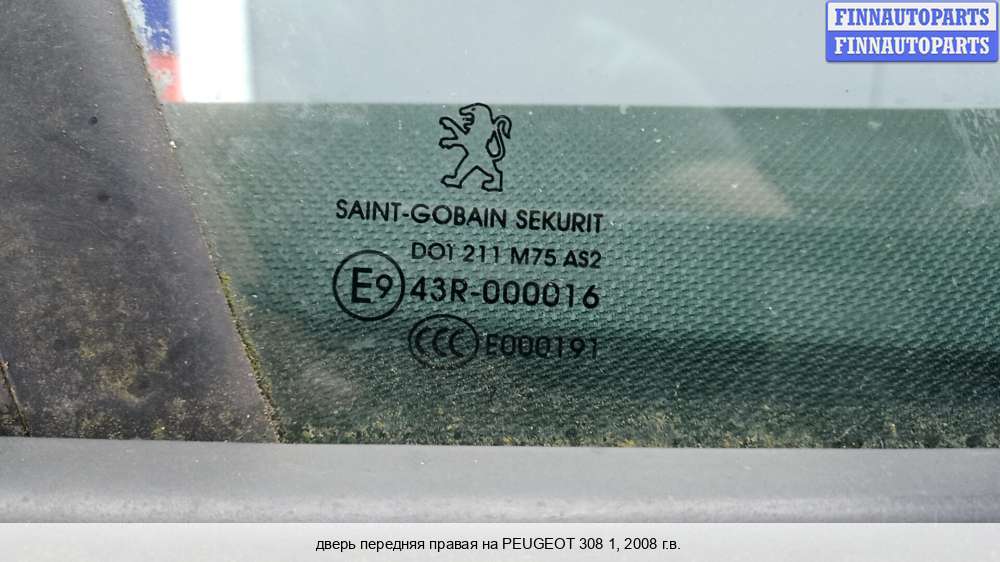 FINNAUTOPARTS
FINNAUTOPARTS
SAINT-GOBAIN SEKURIT
DOT 211 M75 AS2
E9 43R-000016
CCC E000191
дверь передняя правая на PEUGEOT 308 1, 2008 г.в.